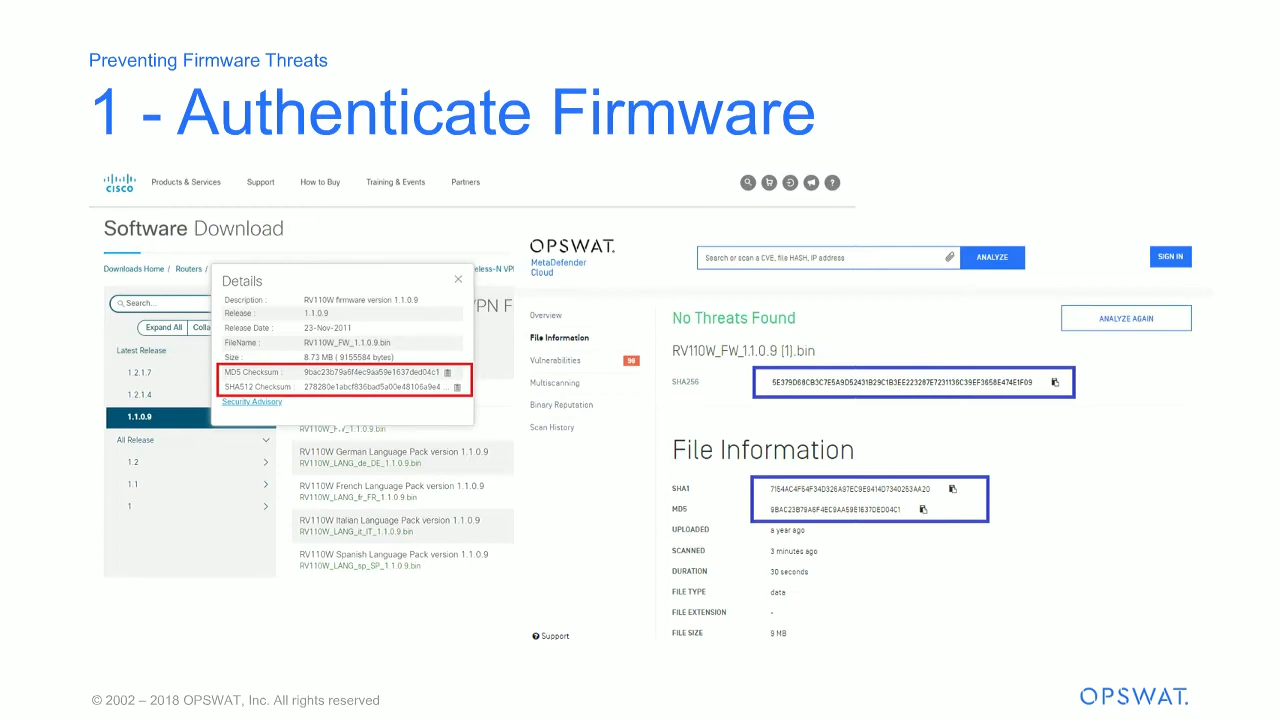 Preventing Firmware Threats
1 - Authenticate Firmware
CISCO
Products & Services Support How to Buy Training & Events Partners
?
Software Download
Downloads Home / Routers /
eless-N VPN
Search...
Expand All Colla
Latest Release
1.2.1.7
1.2.1.4
1.1.0.9
All Release
1.2
1.1
1
PN F
Details
Description : RV110W firmware version 1.1.0.9
Release : 1.1.0.9
Release Date : 23-Nov-2011
FileName : RV110W_FW_1.1.0.9.bin
Size : 8.73 MB ( 9155584 bytes)
MD5 Checksum : 9bac23b79a6f4ec9aa59e1637ded04c1
SHA512 Checksum : 278280e1abcf836bad5a00e48106a9e4 ...
Security Advisory
RV110W German Language Pack version 1.1.0.9
RV110W_LANG_de_DE_1.1.0.9.bin
RV110W French Language Pack version 1.1.0.9
RV110W_LANG_fr_FR_1.1.0.9.bin
RV110W Italian Language Pack version 1.1.0.9
RV110W_LANG_it_IT_1.1.0.9.bin
RV110W Spanish Language Pack version 1.1.0.9
RV110W_LANG_sp_SP_1.1.0.9.bin
OPSWAT.
MetaDefender
Cloud
Search or scan a CVE, file HASH, IP address
ANALYZE
SIGN IN
Overview
File Information
Vulnerabilities 96
Multiscanning
Binary Reputation
Scan History
Support
No Threats Found
ANALYZE AGAIN
RV110W_FW_1.1.0.9 (1).bin
SHA256 5E379D68CB3C7E5A9D52431B29C1B3EE223287E7231136C39EF3658E474E1F09
File Information
SHA1 7154AC4F54F34D326A97EC9E9414D7340253AA20
MD5 9BAC23B79A6F4EC9AA59E1637DED04C1
UPLOADED a year ago
SCANNED 3 minutes ago
DURATION 30 seconds
FILE TYPE data
FILE EXTENSION -
FILE SIZE 9 MB
© 2002 – 2018 OPSWAT, Inc. All rights reserved
OPSWAT.